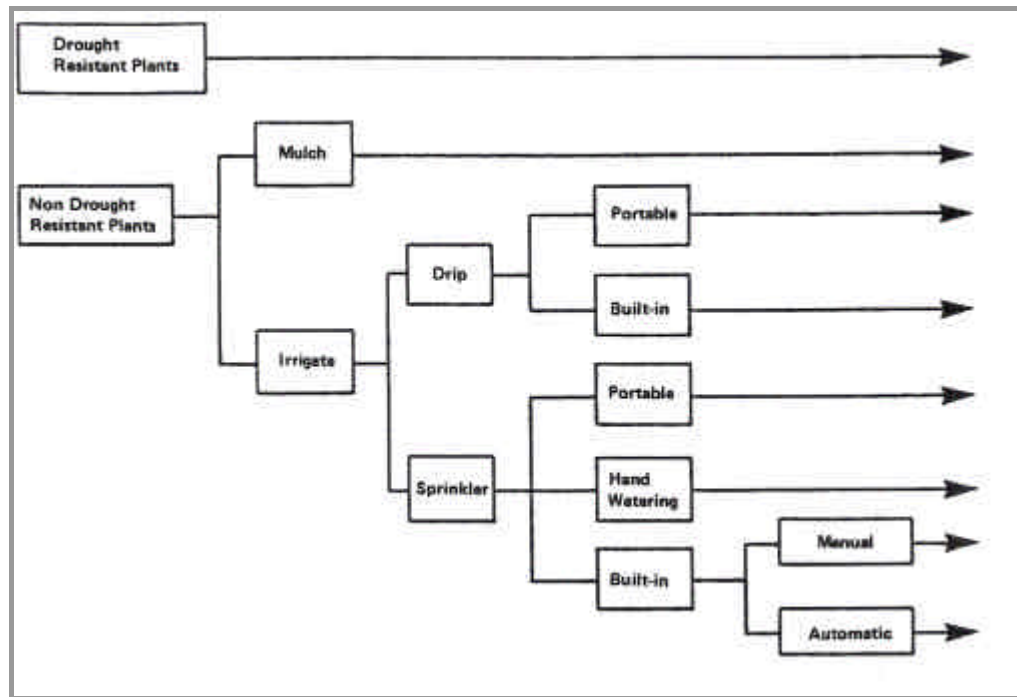 Drought
Resistant Plants
Mulch
Non Drought
Resistant Plants
Portable
Drip
Built-in
Irrigate
Portable
Sprinkler
Hand
Watering
Manual
Built-in
Automatic